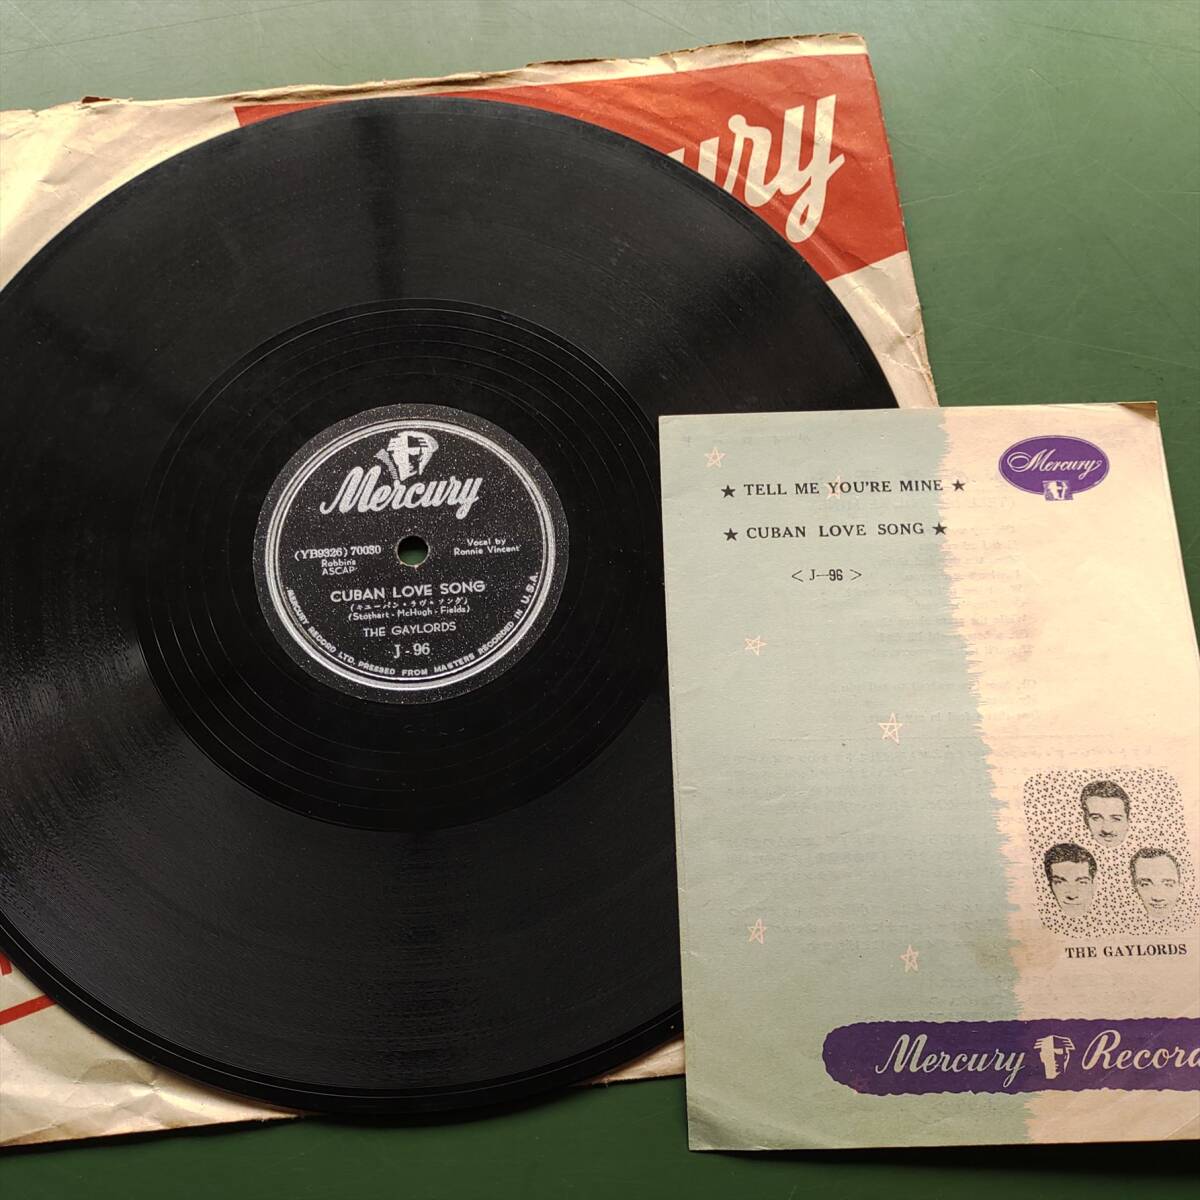 ury
Mercury
(YB9326) 70030
Robbin's
ASCAP
Vocal by
Ronnie Vincent
CUBAN LOVE SONG
(キューバン・ラヴ・ソング)
(Stothart - McHugh - Fields)
THE GAYLORDS
J - 96
MERCURY RECORD LTD. PRESSED FROM MASTERS RECORDED IN U.S.A.
Mercury
★ TELL ME YOU'RE MINE ★
★ CUBAN LOVE SONG ★
< J—96 >
THE GAYLORDS
Mercury Record